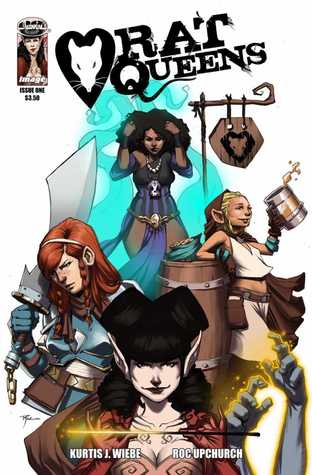 RAT
QUEENS
image
ISSUE ONE
$3.50
KURTIS J. WIEBE
ROC UPCHURCH